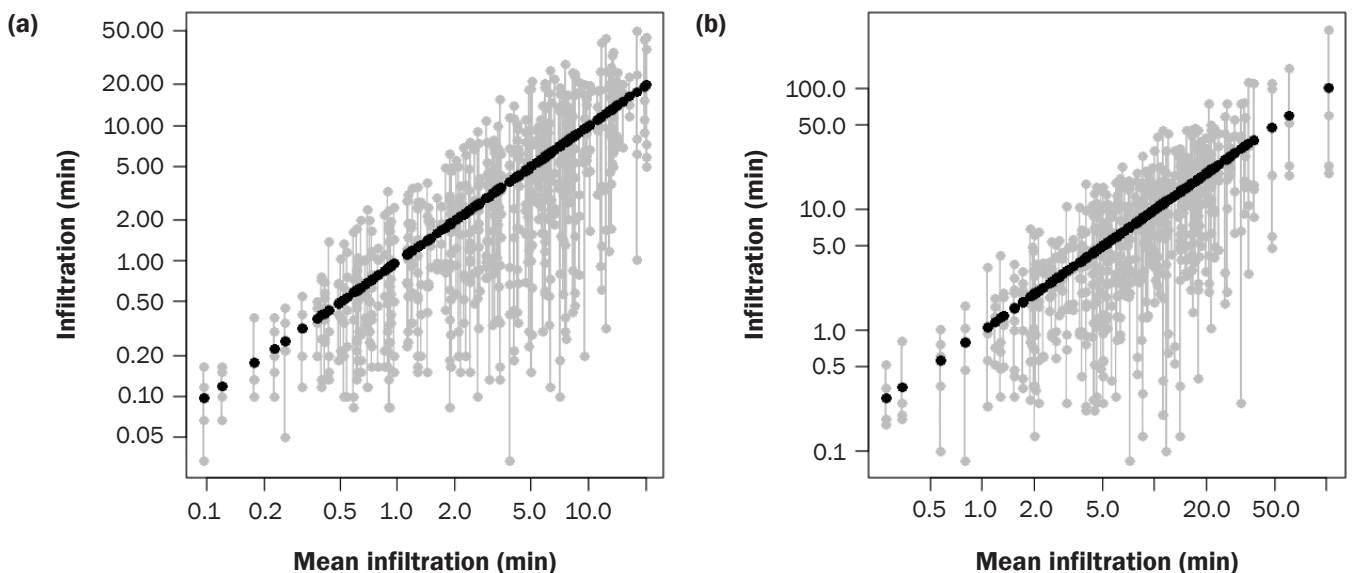 (a)
Infiltration (min)
50.00
20.00
10.00
5.00
2.00
1.00
0.50
0.20
0.10
0.05
0.1 0.2 0.5 1.0 2.0 5.0 10.0
Mean infiltration (min)
(b)
Infiltration (min)
100.0
50.0
10.0
5.0
1.0
0.5
0.1
0.5 1.0 2.0 5.0 20.0 50.0
Mean infiltration (min)